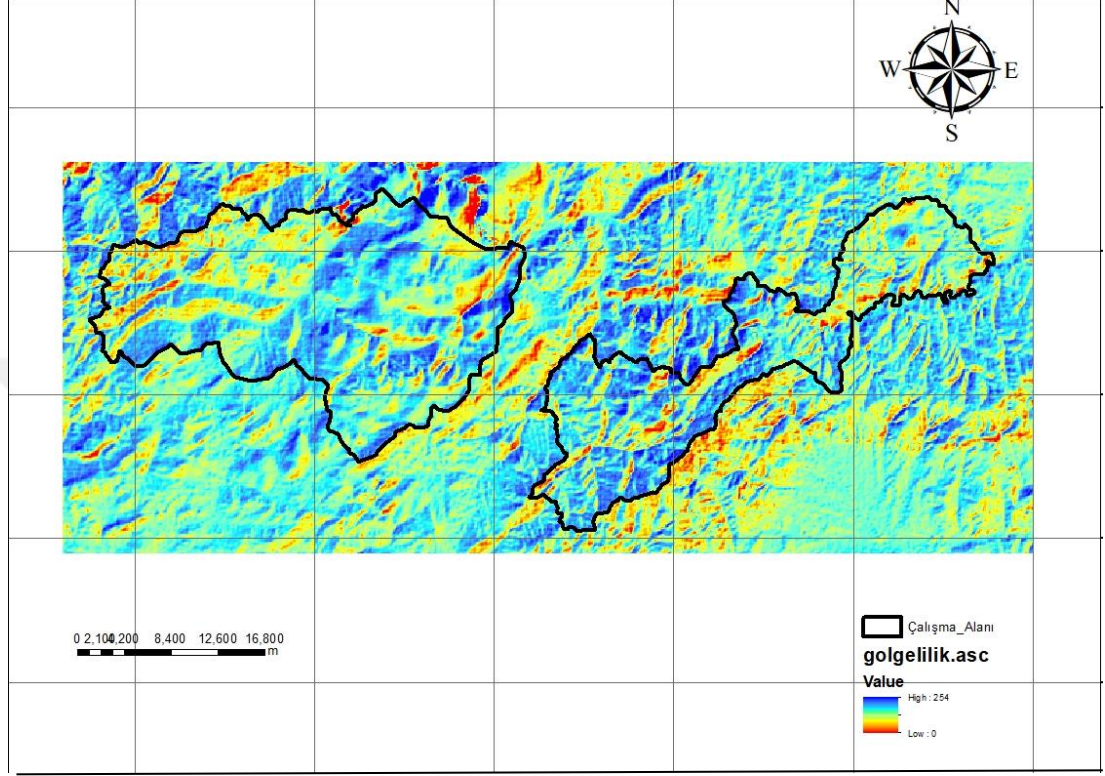 N
W E
S
0 2,100 4,200 8,400 12,600 16,800
m
Çalışma_Alanı
golgelilik.asc
Value
High : 254
Low : 0